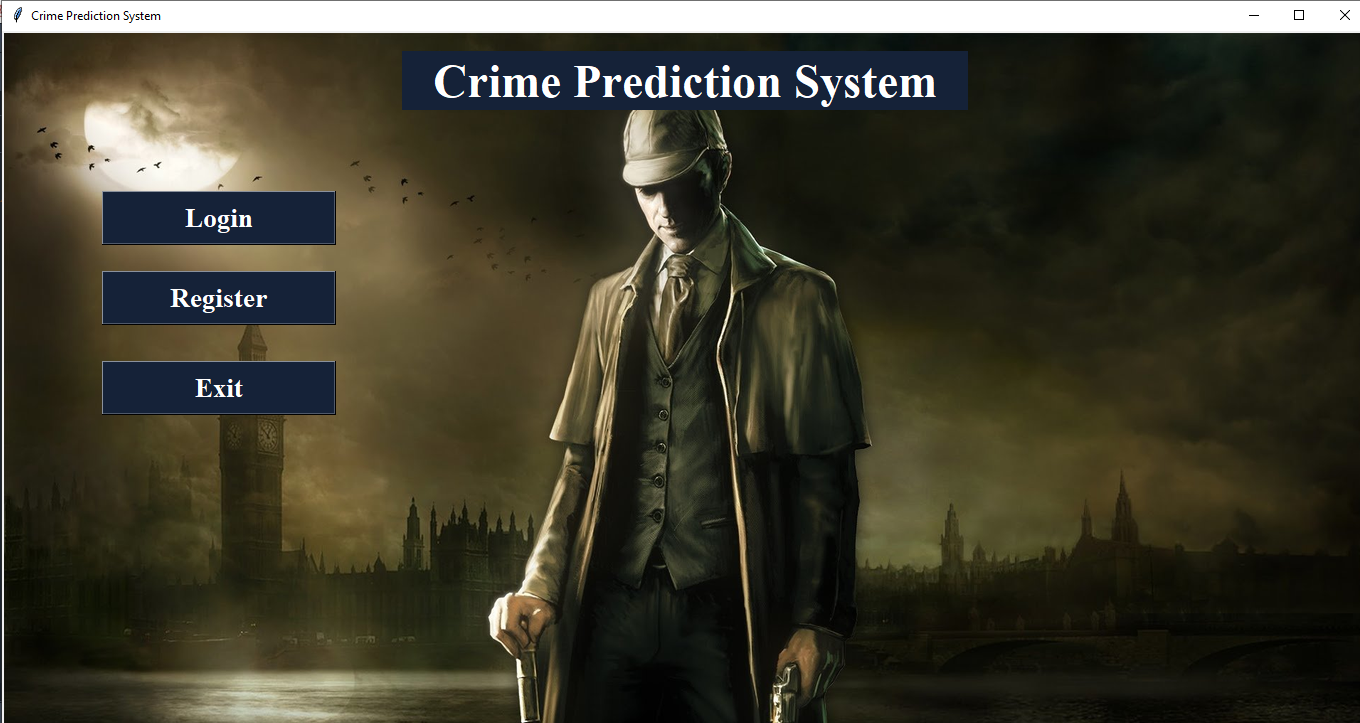 Crime Prediction System
Crime Prediction System
Login
Register
Exit